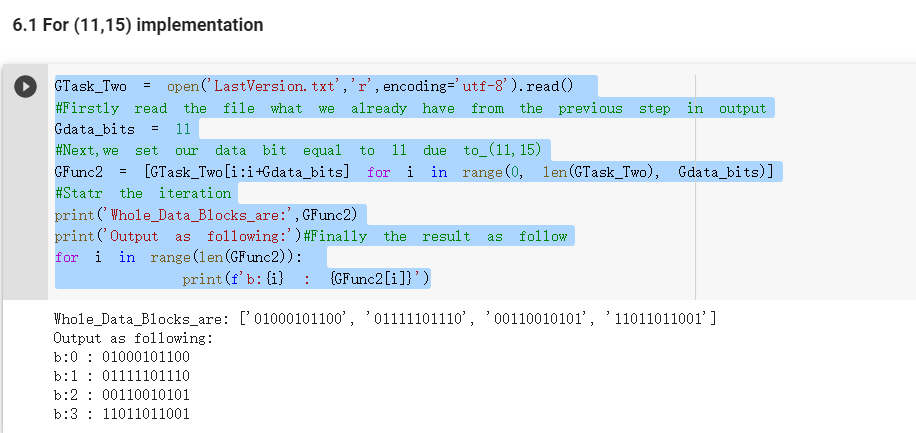 6.1 For (11,15) implementation
GTask_Two = open('LastVersion.txt','r',encoding='utf-8').read()
#Firstly read the file what we already have from the previous step in output
Gdata_bits = 11
#Next,we set our data bit equal to 11 due to_(11,15)
GFunc2 = [GTask_Two[i:i+Gdata_bits] for i in range(0, len(GTask_Two), Gdata_bits)]
#Statr the iteration
print('Whole_Data_Blocks_are:',GFunc2)
print('Output as following:')#Finally the result as follow
for i in range(len(GFunc2)):
print(f'b:{i} : {GFunc2[i]}')
Whole_Data_Blocks_are: ['01000101100', '01111101110', '00110010101', '11011011001']
Output as following:
b:0 : 01000101100
b:1 : 01111101110
b:2 : 00110010101
b:3 : 11011011001